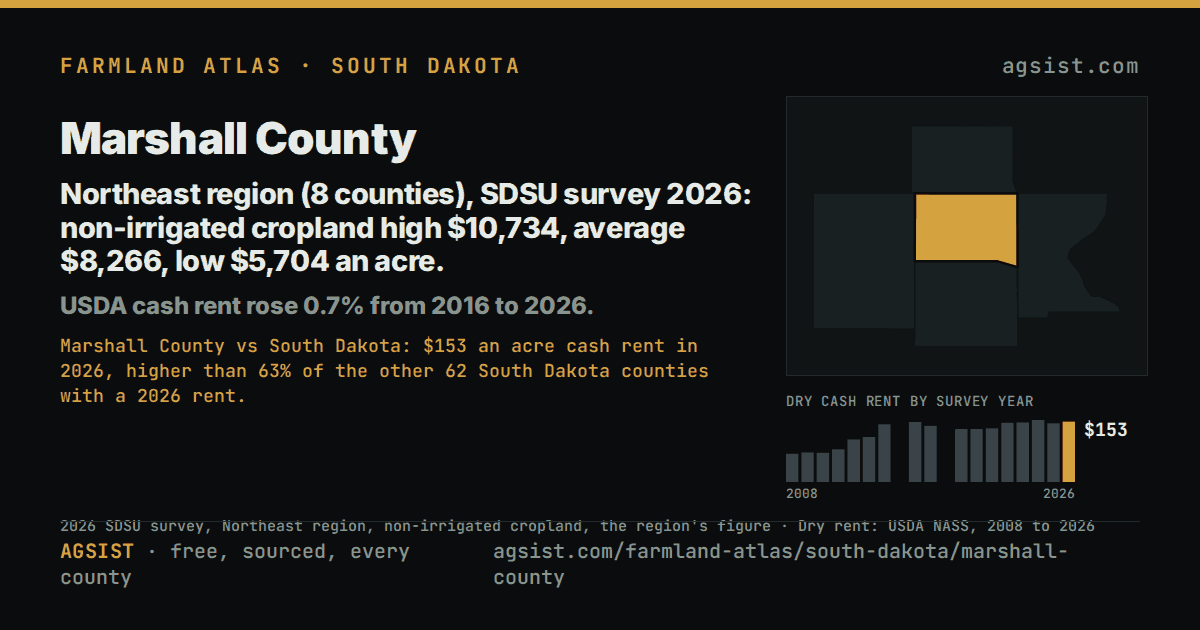 FARMLAND ATLAS · SOUTH DAKOTA
agsist.com
Marshall County
Northeast region (8 counties), SDSU survey 2026:
non-irrigated cropland high $10,734, average
$8,266, low $5,704 an acre.
USDA cash rent rose 0.7% from 2016 to 2026.
Marshall County vs South Dakota: $153 an acre cash rent in
2026, higher than 63% of the other 62 South Dakota counties
with a 2026 rent.
DRY CASH RENT BY SURVEY YEAR
$153
2008
2026
2026 SDSU survey, Northeast region, non-irrigated cropland, the region's figure · Dry rent: USDA NASS, 2008 to 2026
AGSIST · free, sourced, every
county
agsist.com/farmland-atlas/south-dakota/marshall-
county